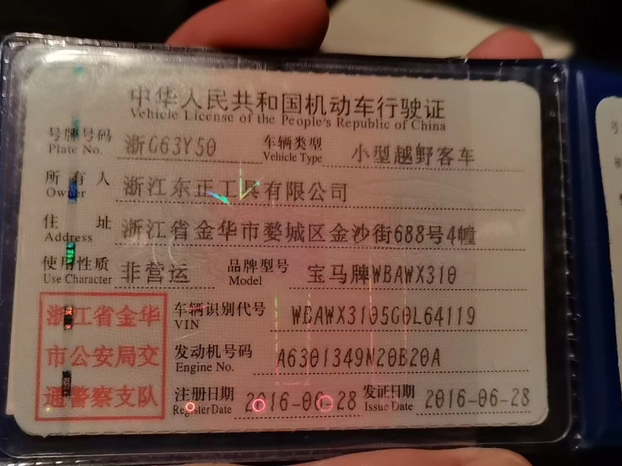 中华人民共和国机动车行驶证
Vehicle License of the People's Republic of China
号牌号码 浙G63Y50 车辆类型 小型越野客车
Plate No. Vehicle Type
所有人 浙江东正工具有限公司
Owner
住址 浙江省金华市婺城区金沙街688号4幢
Address
使用性质 非营运 品牌型号 宝马牌WBAWX310
Use Character Model
浙江省金华 车辆识别代号 WBAWX3105G0L64119
VIN
市公安局交 发动机号码 A6301349N20B20A
Engine No.
通警察支队 注册日期 2016-06-28 发证日期 2016-06-28
Register Date Issue Date